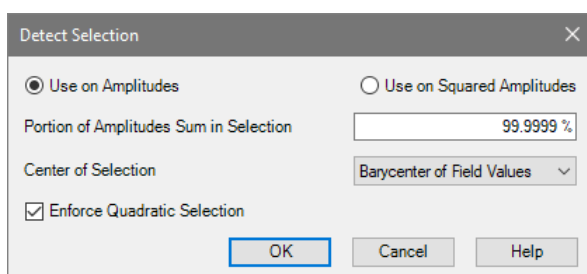 Detect Selection
Use on Amplitudes Use on Squared Amplitudes
Portion of Amplitudes Sum in Selection 99.9999 %
Center of Selection Barycenter of Field Values
Enforce Quadratic Selection
OK Cancel Help